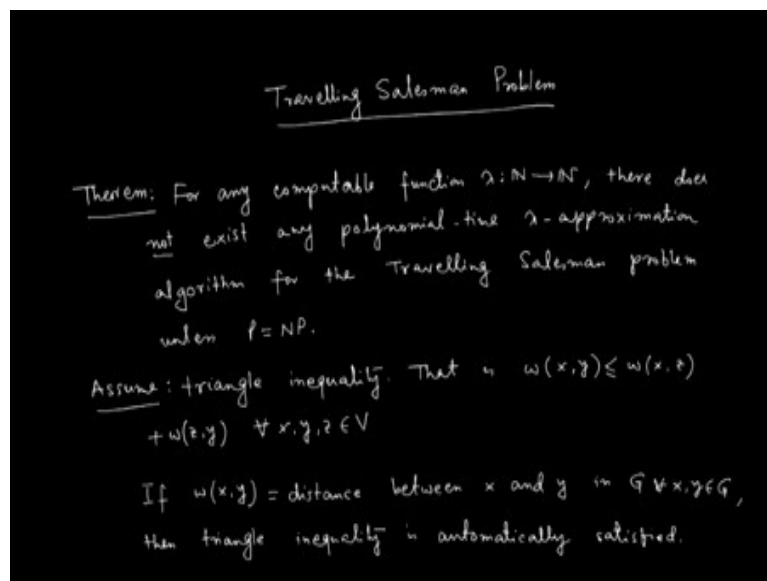 Travelling Salesman Problem
Theorem: For any computable function λ: ℕ → ℕ, there does
not exist any polynomial-time λ-approximation
algorithm for the Travelling Salesman problem
unless P = NP.
Assume: triangle inequality. That is w(x,y) ≤ w(x,z)
+ w(z,y) ∀ x,y,z ∈ V
If w(x,y) = distance between x and y in G ∀ x,y ∈ G,
then triangle inequality is automatically satisfied.